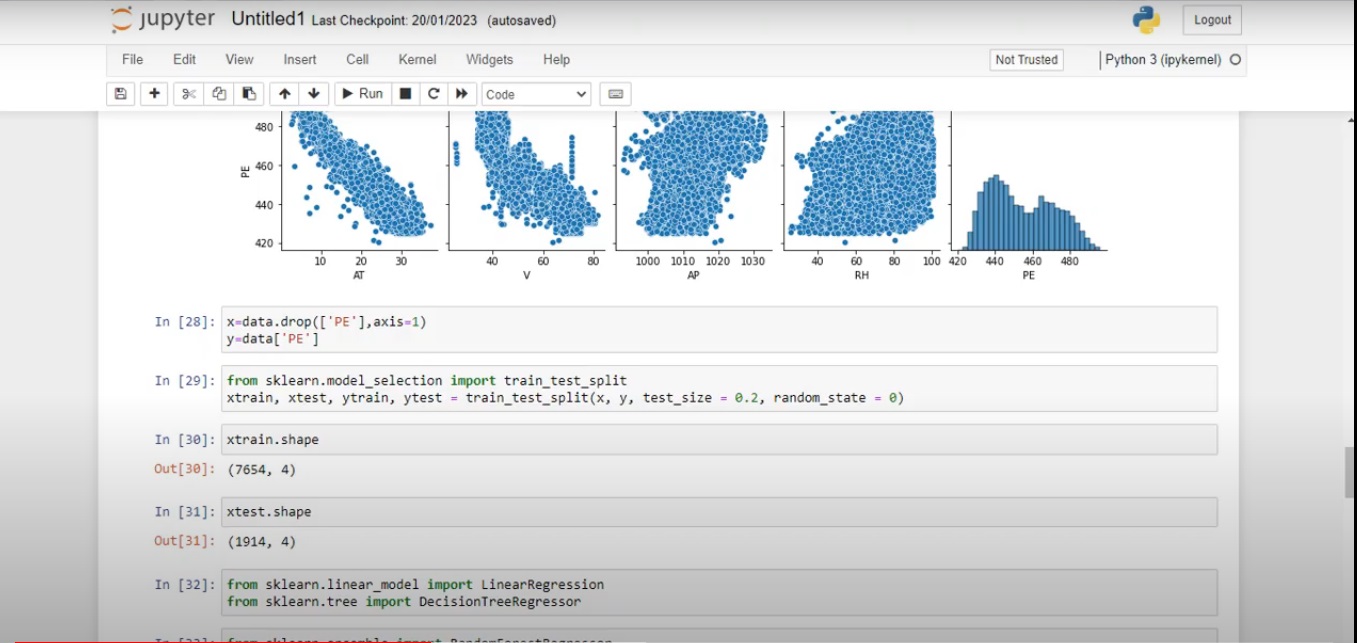 jupyter Untitled1 Last Checkpoint: 20/01/2023 (autosaved) Logout
File Edit View Insert Cell Kernel Widgets Help Not Trusted Python 3 (ipykernel)
Run Code
480
460
440
420
PE
10 20 30 40 60 80 1000 1010 1020 1030 40 60 80 100 420 440 460 480
AT V AP RH PE
In [28]: x=data.drop(['PE'],axis=1)
y=data['PE']
In [29]: from sklearn.model_selection import train_test_split
xtrain, xtest, ytrain, ytest = train_test_split(x, y, test_size = 0.2, random_state = 0)
In [30]: xtrain.shape
Out[30]: (7654, 4)
In [31]: xtest.shape
Out[31]: (1914, 4)
In [32]: from sklearn.linear_model import LinearRegression
from sklearn.tree import DecisionTreeRegressor